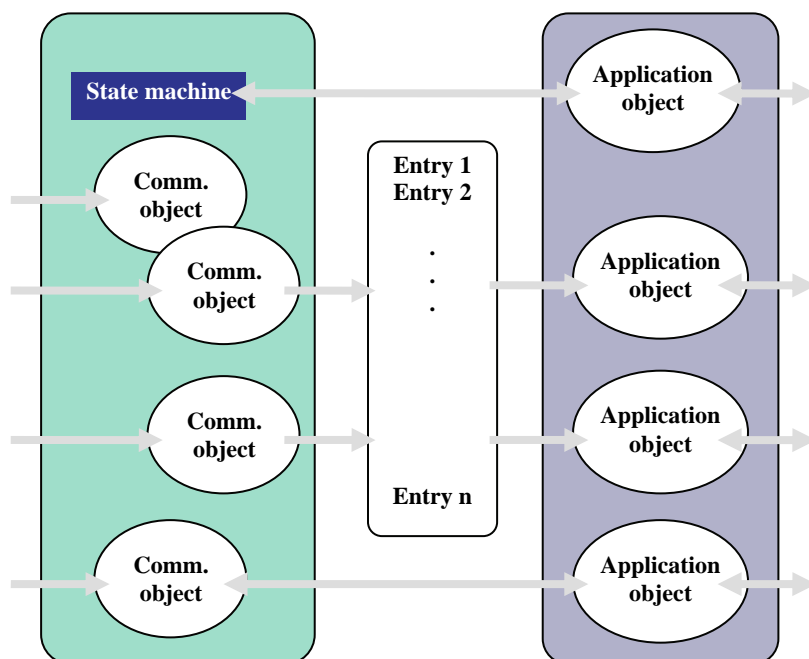 State machine
Comm.
object
Comm.
object
Comm.
object
Comm.
object
Entry 1
Entry 2
.
.
.
Entry n
Application
object
Application
object
Application
object
Application
object